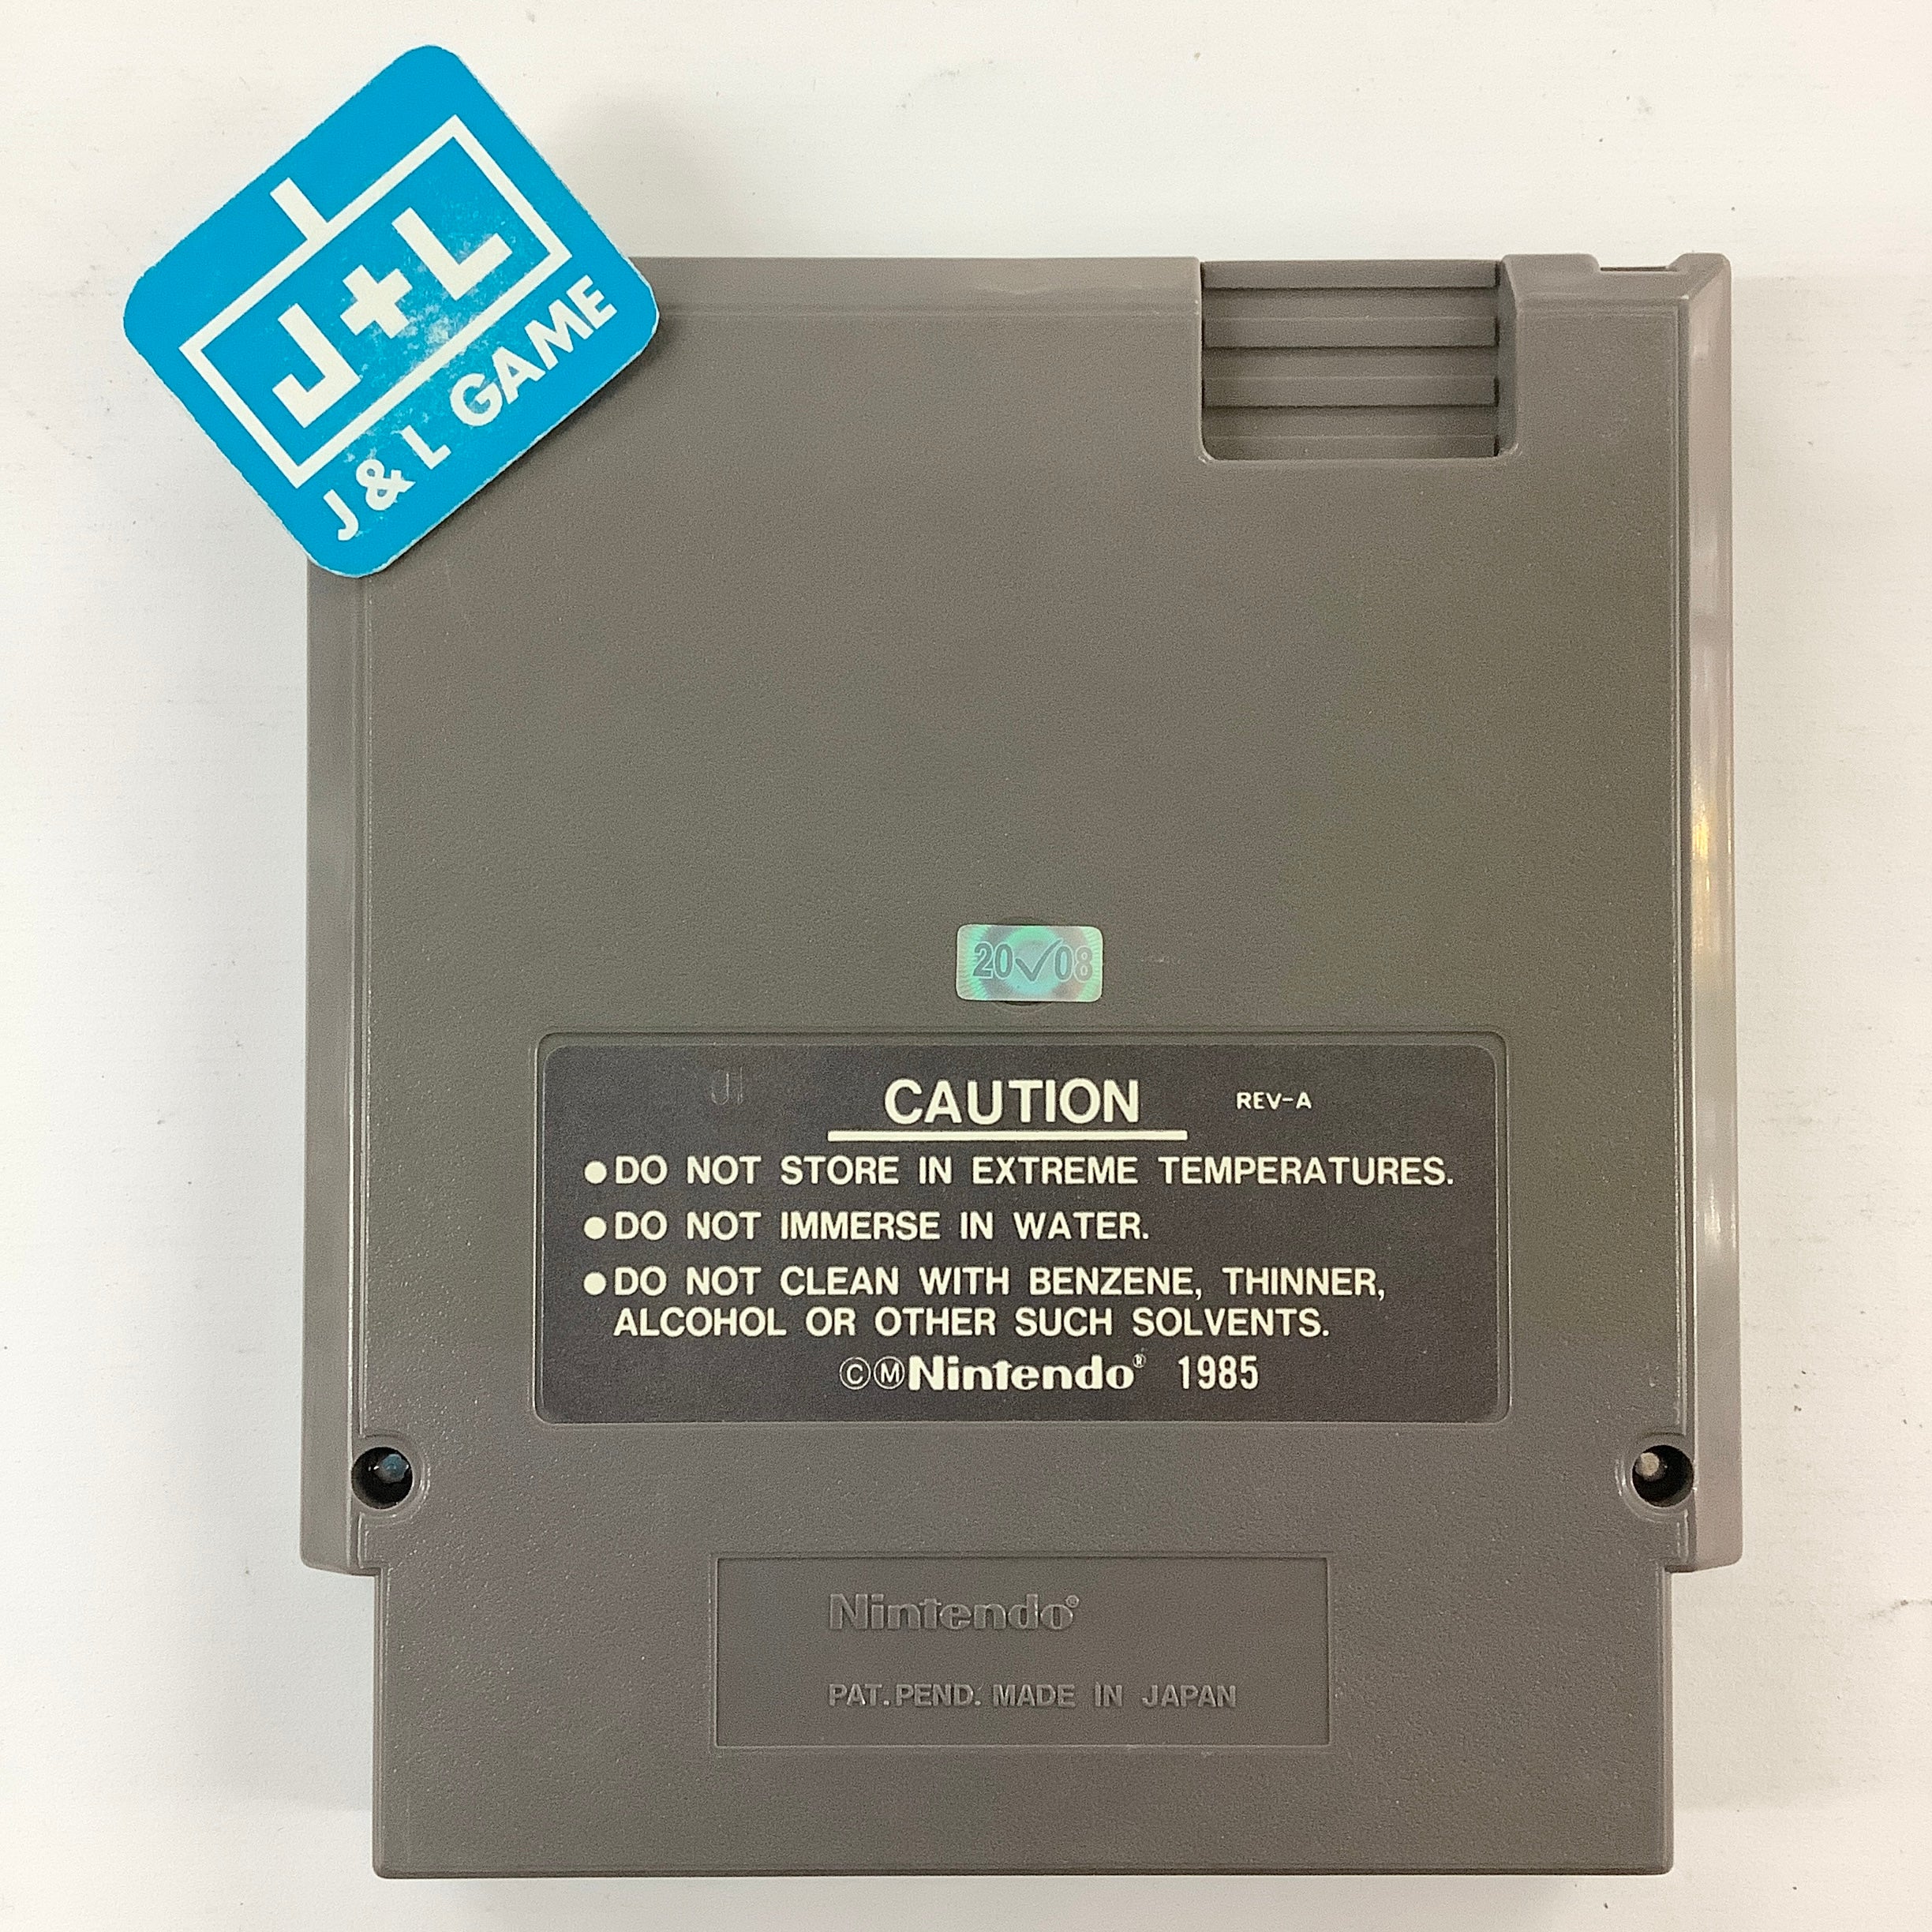 J+L
J & L GAME
20✓08
CAUTION REV-A
●DO NOT STORE IN EXTREME TEMPERATURES.
●DO NOT IMMERSE IN WATER.
●DO NOT CLEAN WITH BENZENE, THINNER,
ALCOHOL OR OTHER SUCH SOLVENTS.
©ⓂNintendo® 1985
Nintendo®
PAT. PEND. MADE IN JAPAN